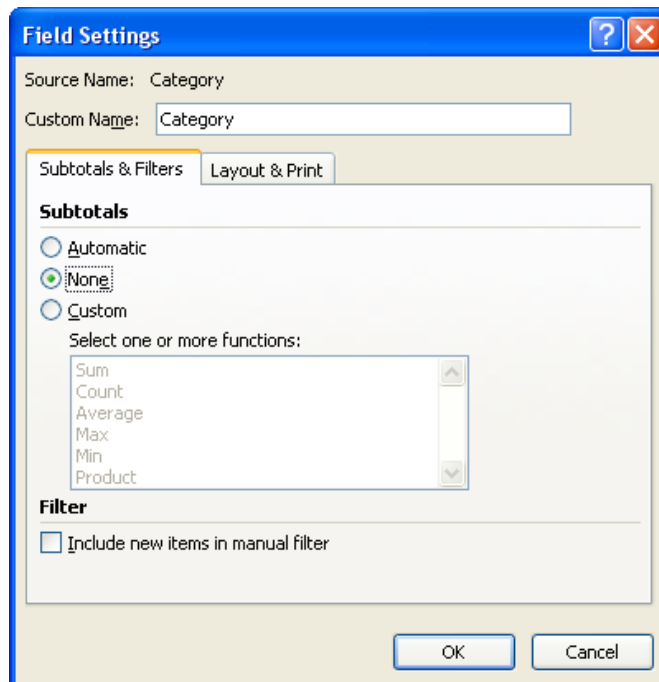 Field Settings
Source Name: Category
Custom Name: Category
Subtotals & Filters Layout & Print
Subtotals
Automatic
None
Custom
Select one or more functions:
Sum
Count
Average
Max
Min
Product
Filter
Include new items in manual filter
OK Cancel